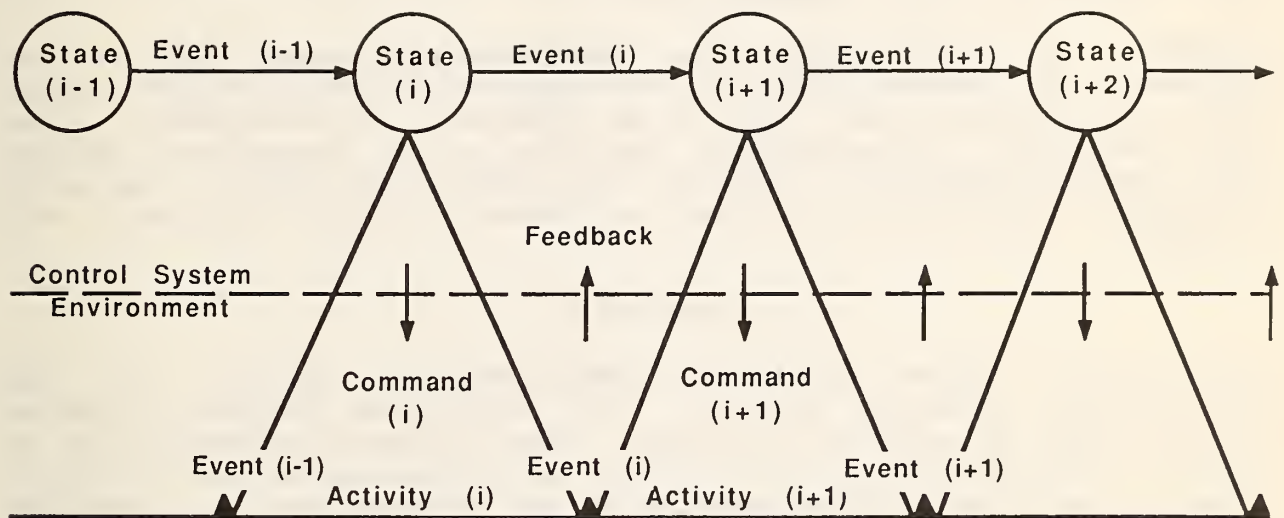 State
(i-1)
Event (i-1)
State
(i)
Event (i)
State
(i+1)
Event (i+1)
State
(i+2)
Feedback
Control System
Environment
Command
(i)
Command
(i+1)
Event (i-1)
Event (i)
Event (i+1)
Activity (i)
Activity (i+1)